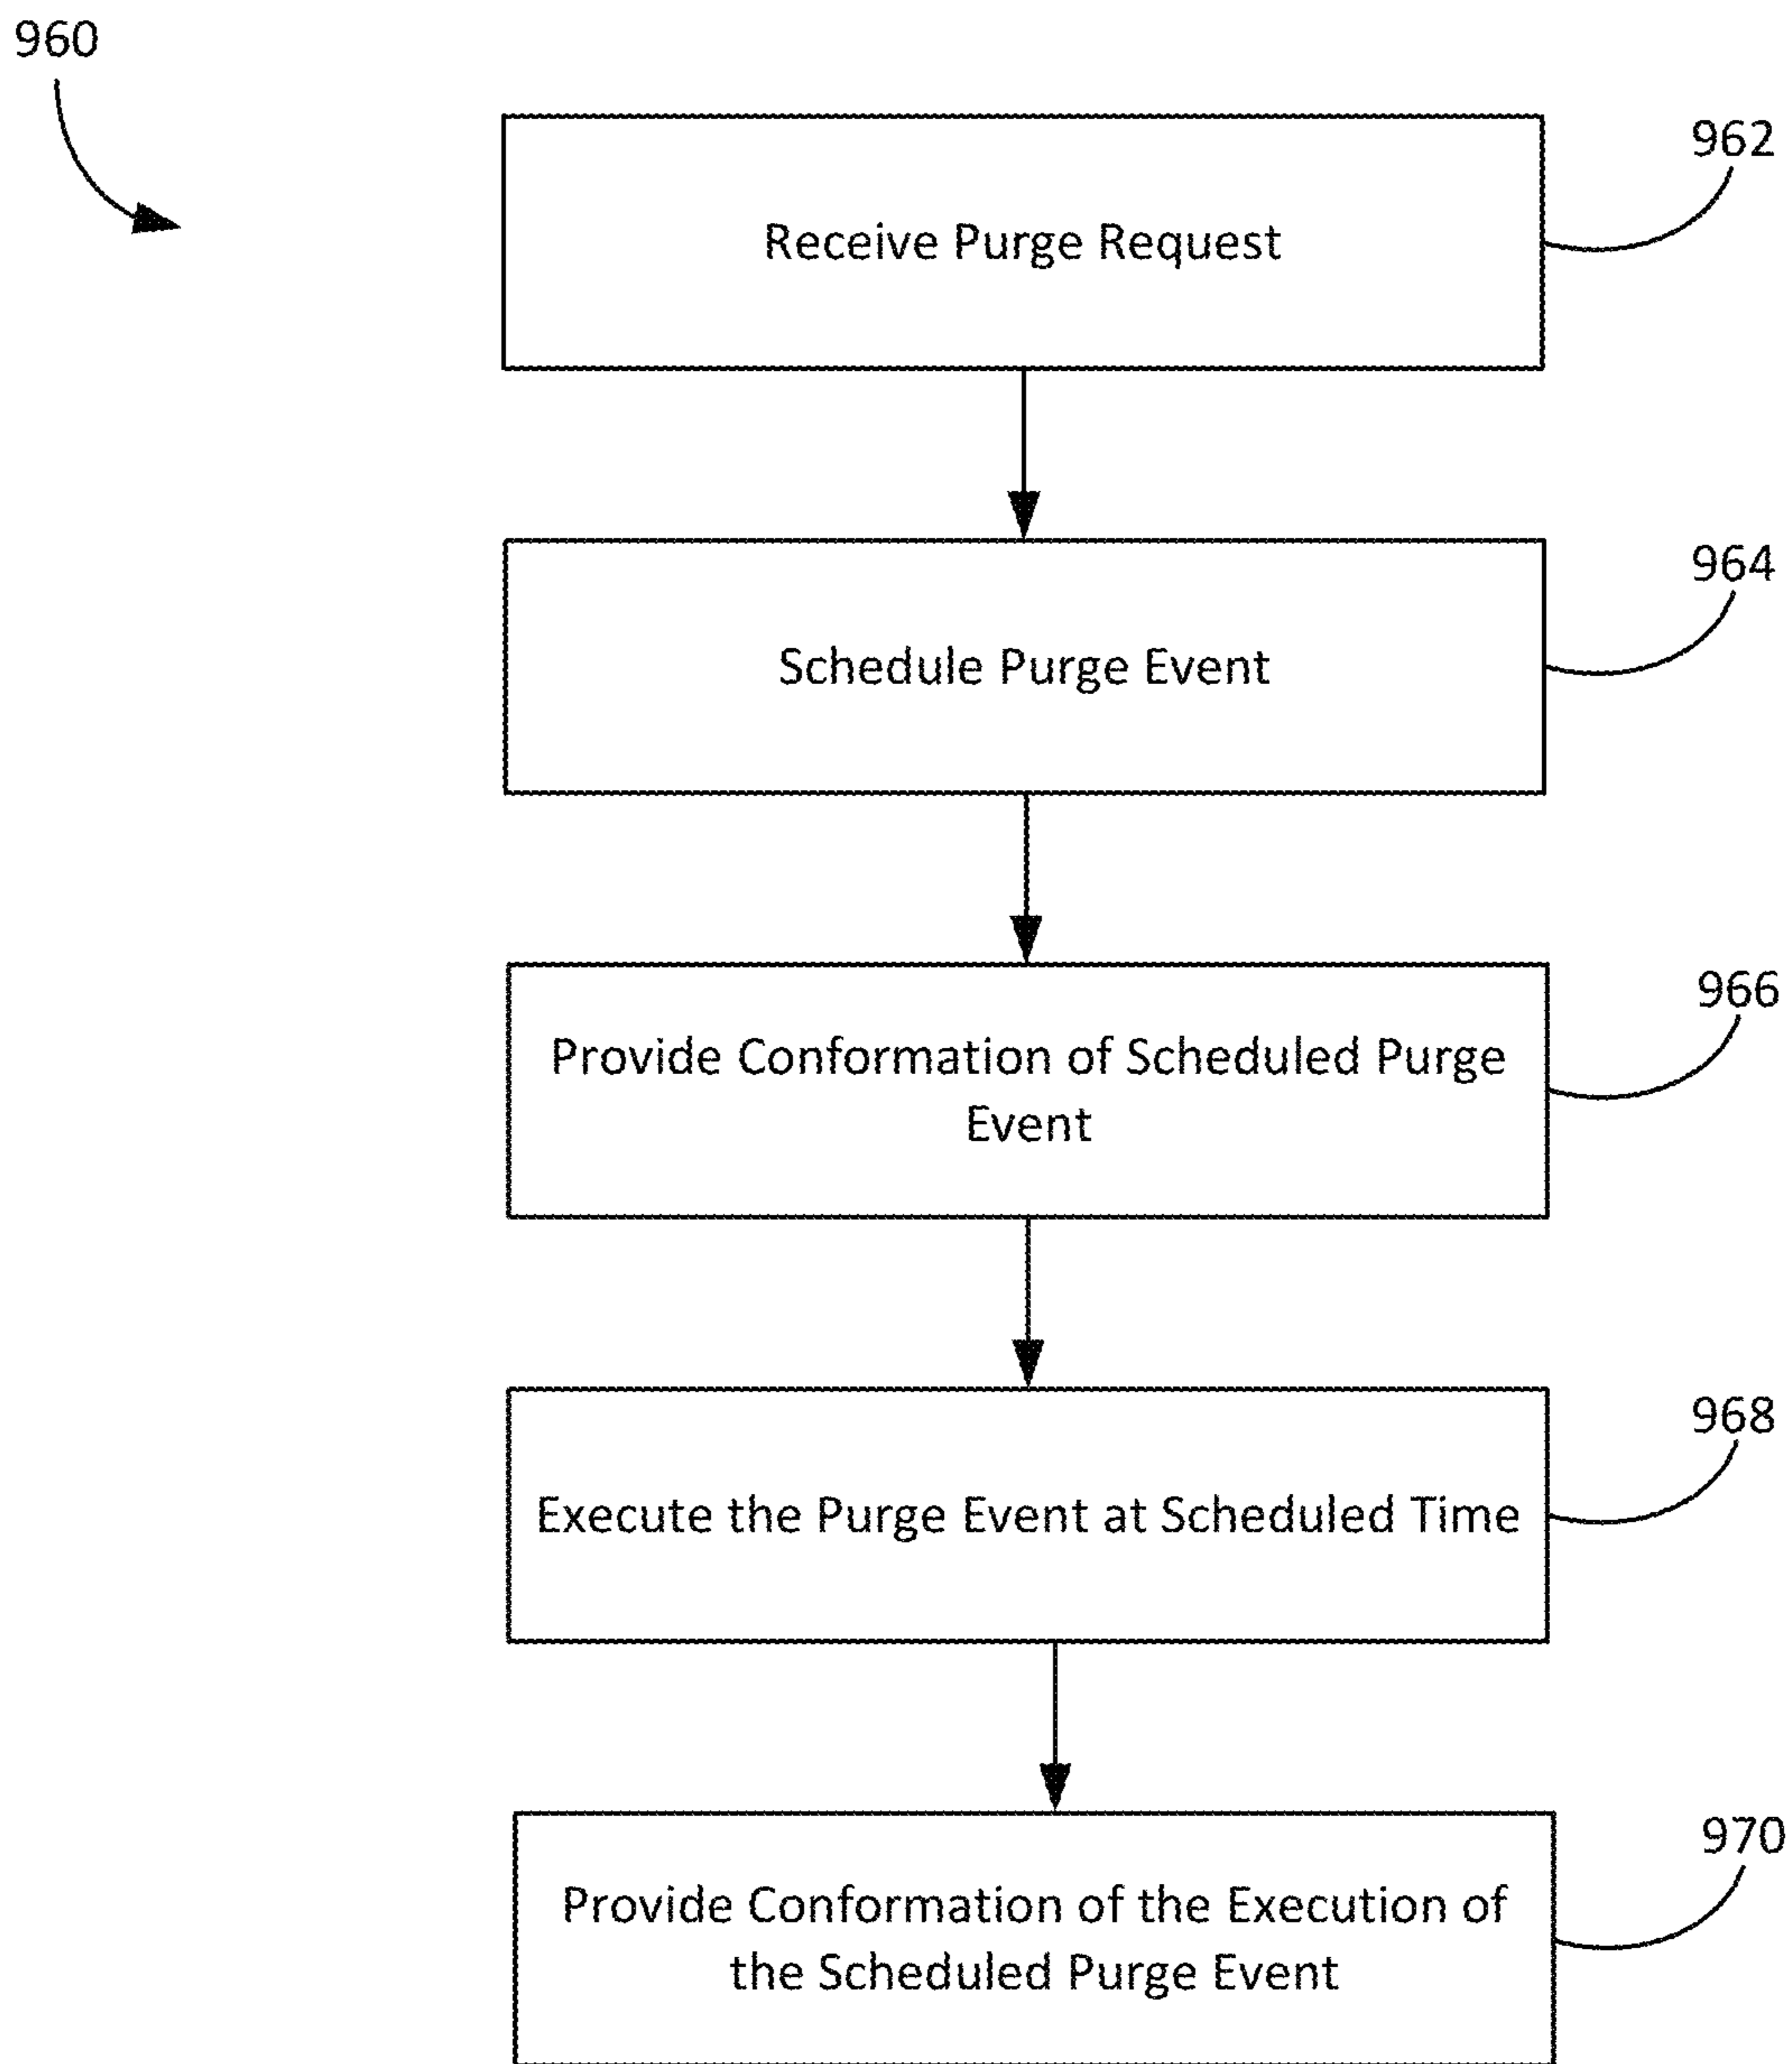 960
962
Receive Purge Request
964
Schedule Purge Event
966
Provide Conformation of Scheduled Purge
Event
968
Execute the Purge Event at Scheduled Time
970
Provide Conformation of the Execution of
the Scheduled Purge Event